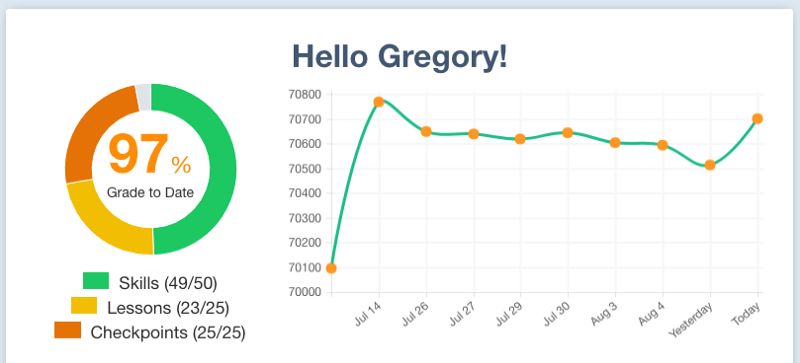 Hello Gregory!
97%
Grade to Date
Skills (49/50)
Lessons (23/25)
Checkpoints (25/25)
70800
70700
70600
70500
70400
70300
70200
70100
70000
Jul 14
Jul 26
Jul 27
Jul 29
Jul 30
Aug 3
Aug 4
Yesterday
Today